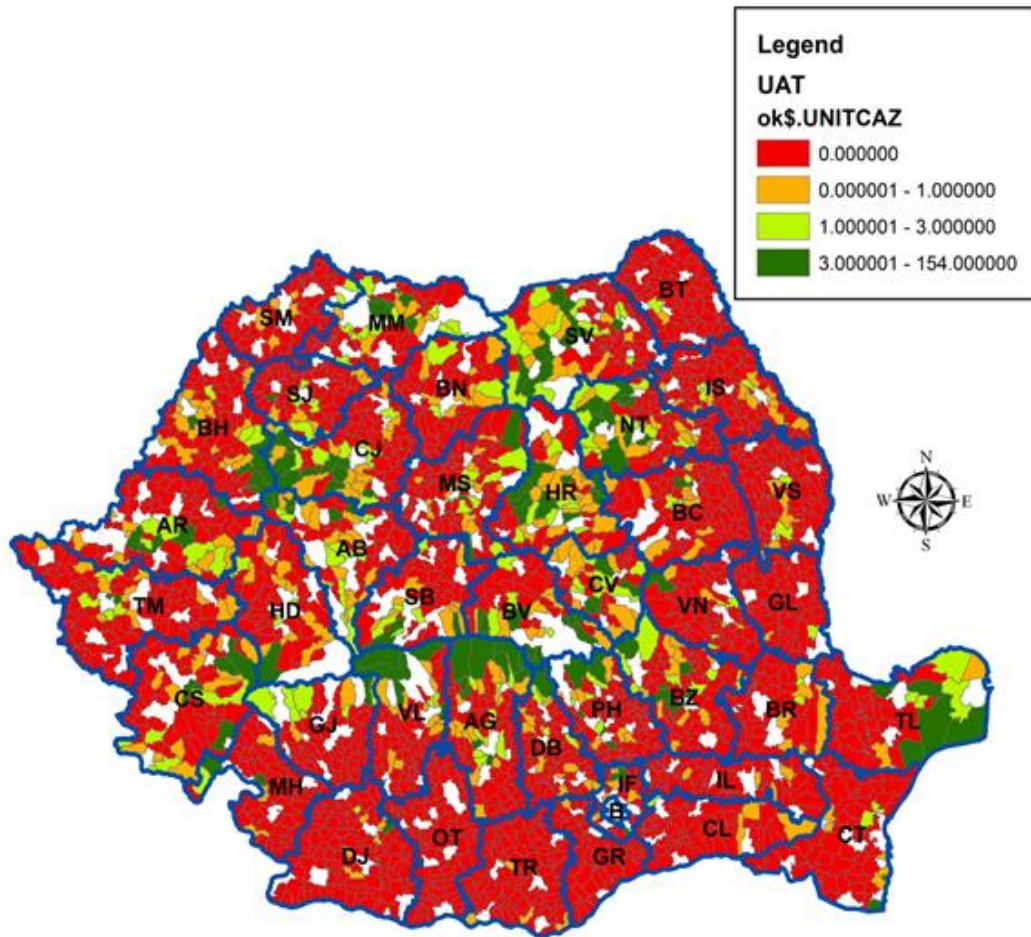 Legend
UAT
ok$.UNITCAZ
0.000000
0.000001 - 1.000000
1.000001 - 3.000000
3.000001 - 154.000000
BT
SM
MM
SV
SJ
BN
IS
BH
CJ
NT
MS
HR
VS
BC
N
W
E
S
AR
AB
TM
HD
SB
BV
CV
VN
GL
CS
GJ
VL
AG
PH
BZ
BR
TL
DB
MH
IF
IL
B
DJ
OT
TR
GR
CL
CT